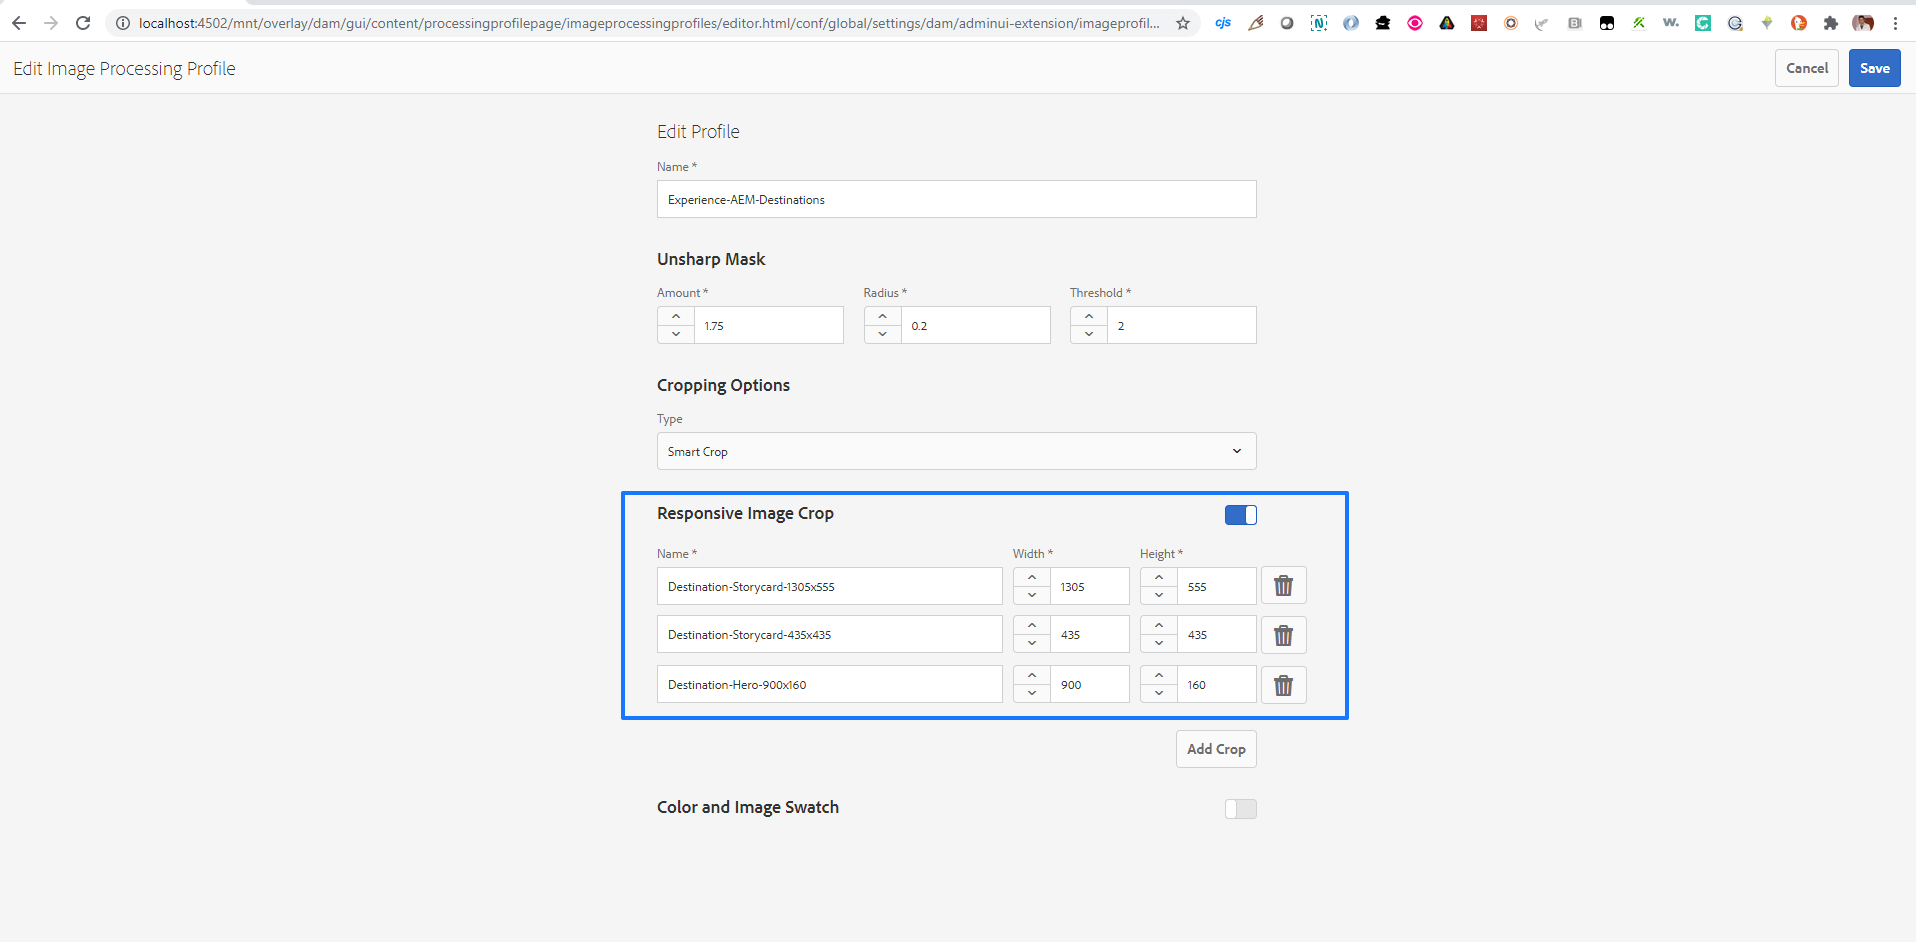 localhost:4502/mnt/overlay/dam/gui/content/processingprofilepage/imageprocessingprofiles/editor.html/conf/global/settings/dam/adminui-extension/imageprofil... cjs N BI W.
Edit Image Processing Profile Cancel Save
Edit Profile
Name *
Experience-AEM-Destinations
Unsharp Mask
Amount * Radius * Threshold *
1.75 0.2 2
Cropping Options
Type
Smart Crop
Responsive Image Crop
Name * Width * Height *
Destination-Storycard-1305x555 1305 555
Destination-Storycard-435x435 435 435
Destination-Hero-900x160 900 160
Add Crop
Color and Image Swatch